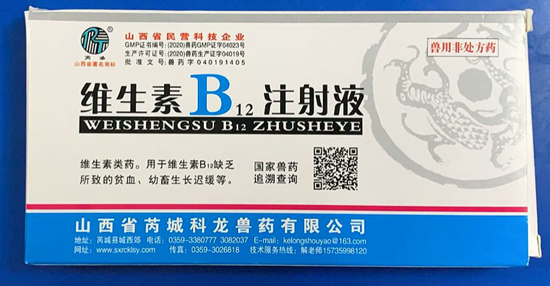 芮通
山西省著名商标
山西省民营科技企业
GMP证书编号:(2020)兽药GMP证字04023号
生产许可证号:(2020)兽药生产证字04019号
批准文号:兽药字040191405
兽用非处方药
维生素B12注射液
WEISHENGSU B12 ZHUSHEYE
维生素类药。用于维生素B12缺乏
所致的贫血、幼畜生长迟缓等。
国家兽药
追溯查询
山西省芮城科龙兽药有限公司
地址:芮城县城西郊 电话:0359-3380777 3082037 E-mail:kelongshouyao@163.com
网址:www.sxrcklsy.com 传真:0359-3026818 技术服务热线:解老师15735998120